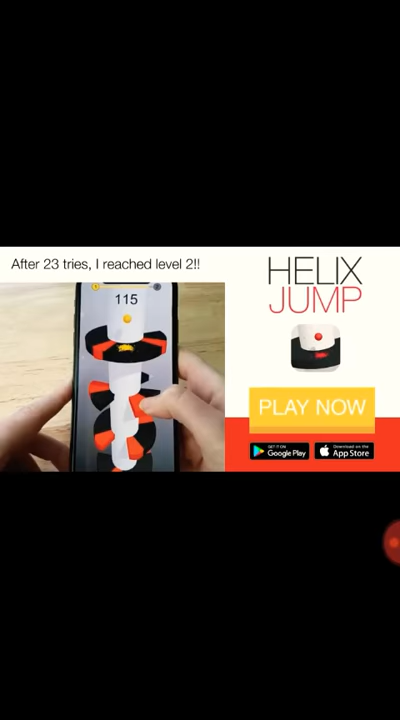 After 23 tries, I reached level 2!!
115
HELIX
JUMP
PLAY NOW
GET IT ON
Google Play
Download on the
App Store